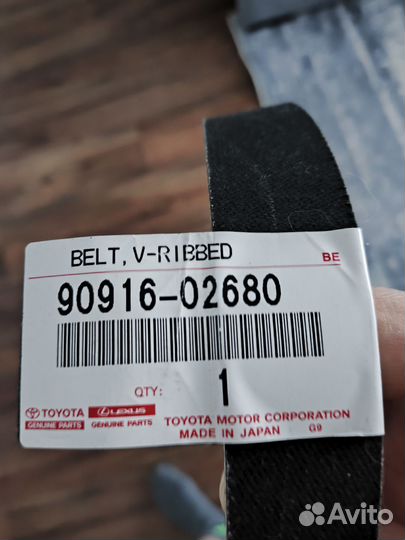 BELT, V-RIBBED
BE
90916-02680
QTY: 1
TOYOTA LEXUS
GENUINE PARTS GENUINE PARTS
TOYOTA MOTOR CORPORATION
MADE IN JAPAN G9
Avito